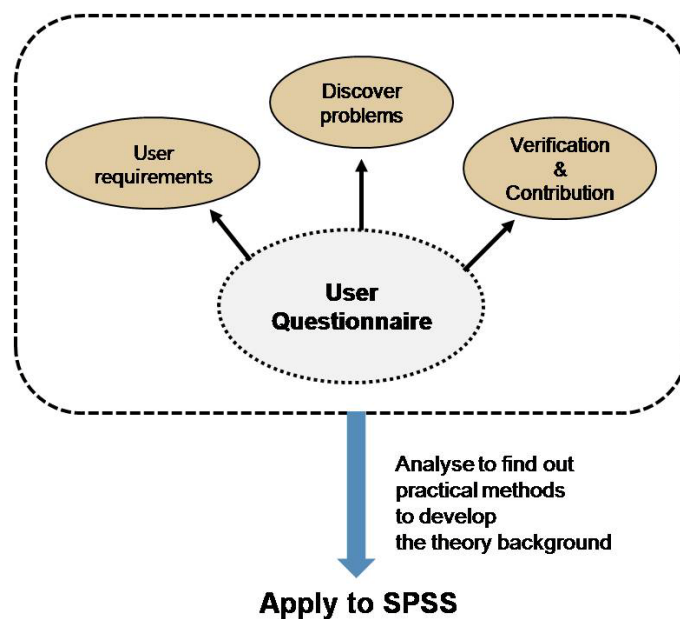 Discover
problems
User
requirements
Verification
&
Contribution
User
Questionnaire
Analyse to find out
practical methods
to develop
the theory background
Apply to SPSS